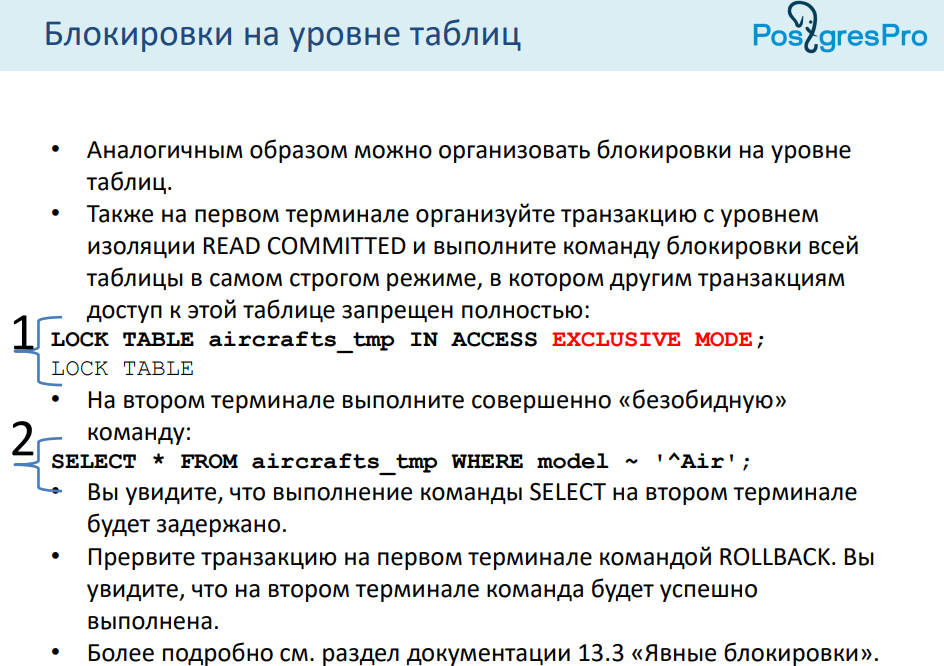 Блокировки на уровне таблиц
PostgresPro
• Аналогичным образом можно организовать блокировки на уровне
таблиц.
• Также на первом терминале организуйте транзакцию с уровнем
изоляции READ COMMITTED и выполните команду блокировки всей
таблицы в самом строгом режиме, в котором другим транзакциям
доступ к этой таблице запрещен полностью:
1
LOCK TABLE aircrafts_tmp IN ACCESS EXCLUSIVE MODE;
LOCK TABLE
• На втором терминале выполните совершенно «безобидную»
команду:
2
SELECT * FROM aircrafts_tmp WHERE model ~ '^Air';
• Вы увидите, что выполнение команды SELECT на втором терминале
будет задержано.
• Прервите транзакцию на первом терминале командой ROLLBACK. Вы
увидите, что на втором терминале команда будет успешно
выполнена.
• Более подробно см. раздел документации 13.3 «Явные блокировки».